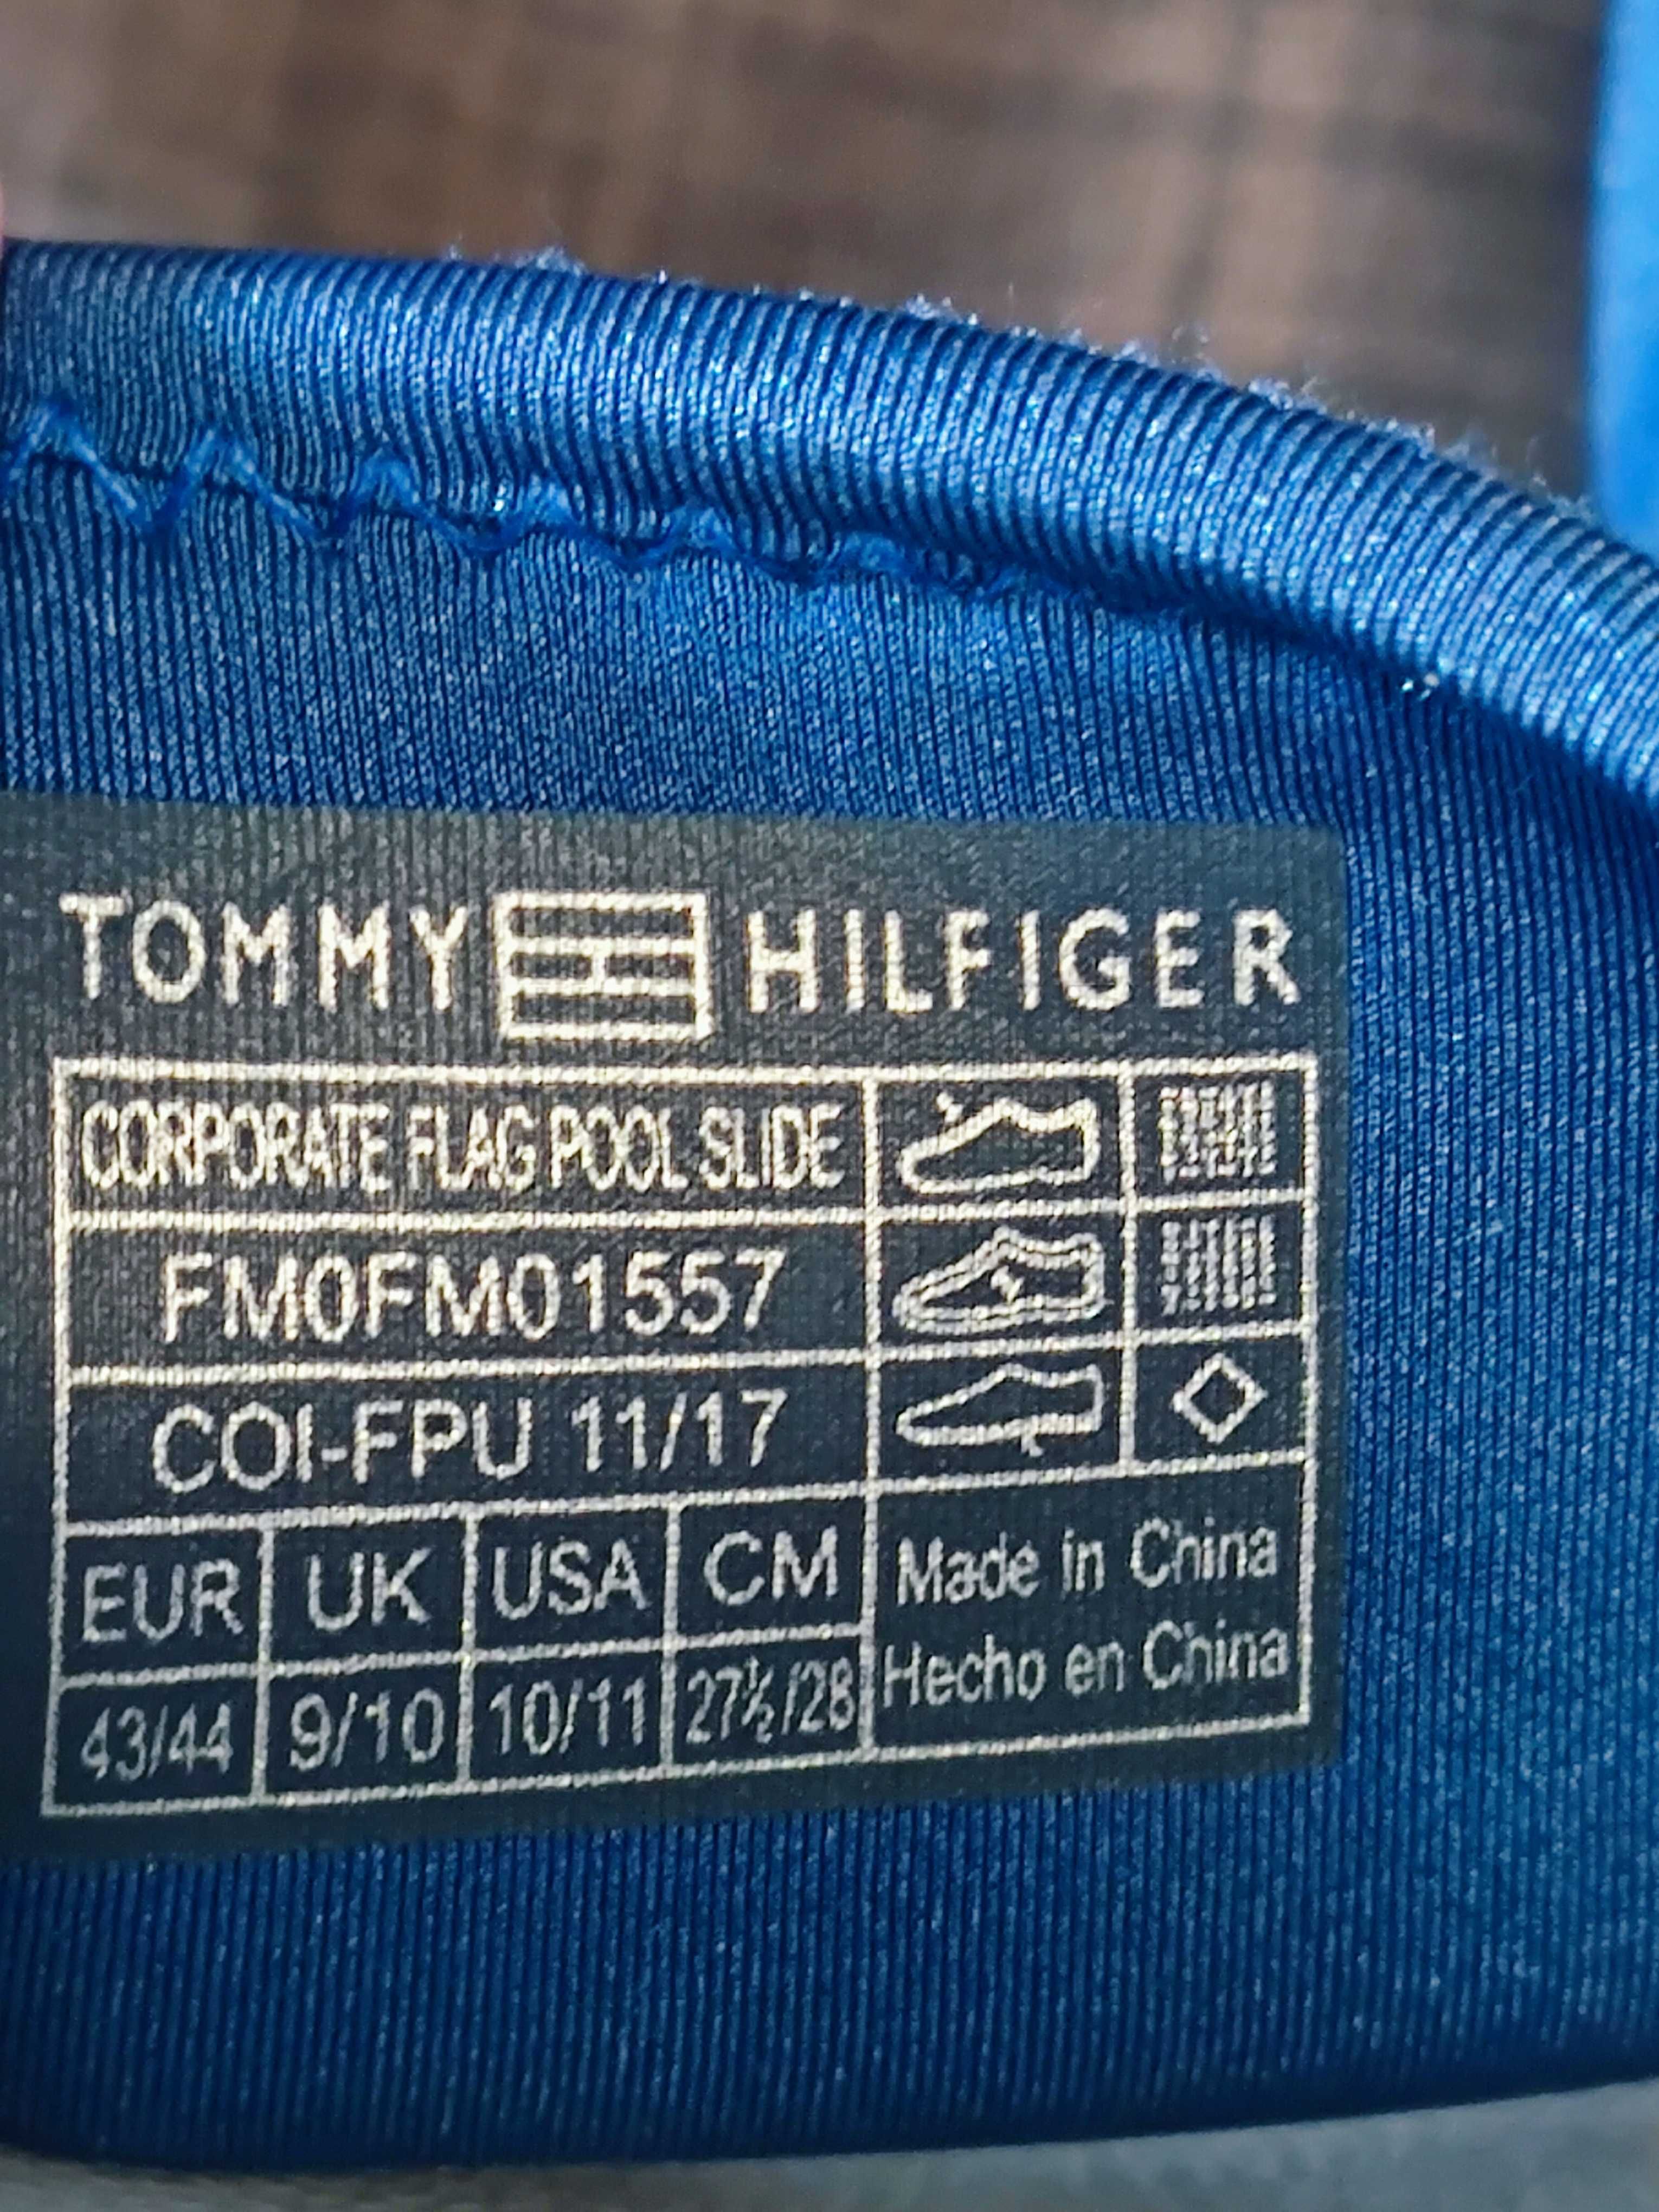 TOMMY HILFIGER
CORPORATE FLAG POOL SLIDE
FM0FM01557
COI-FPU 11/17
EUR UK USA CM
43/44 9/10 10/11 27½/28
Made in China
Hecho en China